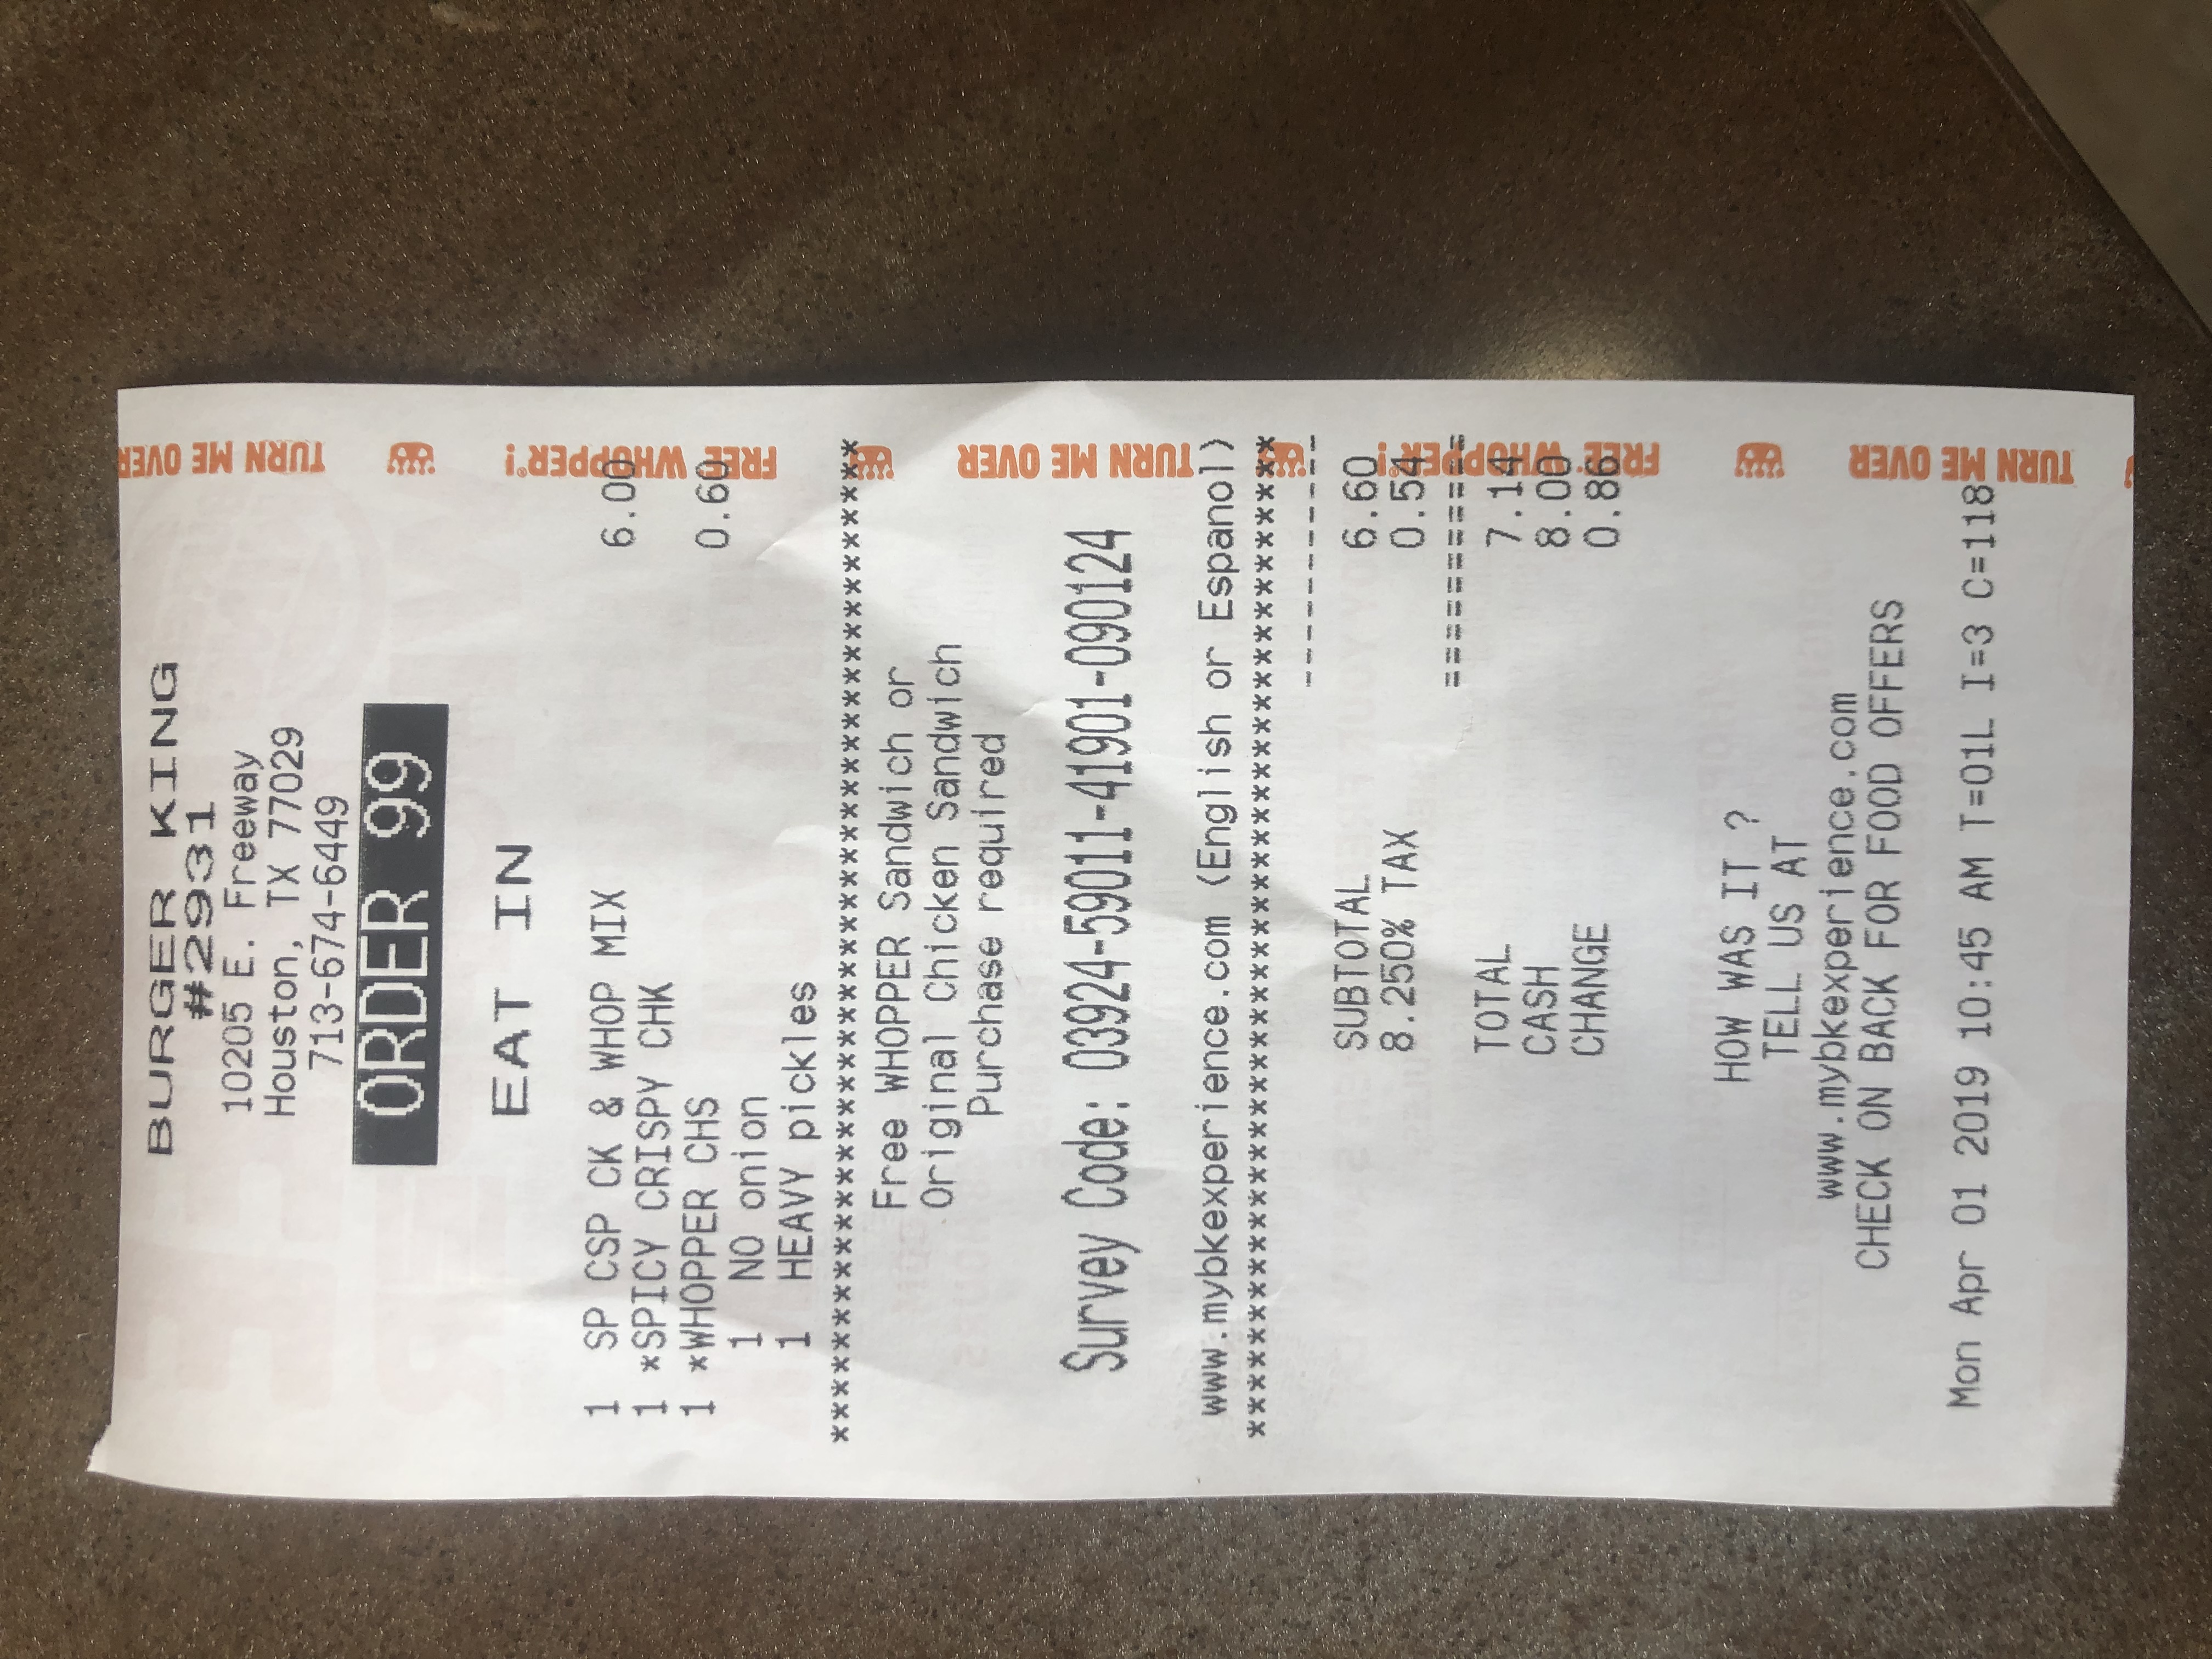 BURGER KING
#2931
10205 E. Freeway
Houston, TX 77029
713-674-6449
ORDER 99
EAT IN
1 SP CSP CK & WHOP MIX 6.00
1 *SPICY CRISPY CHK
1 *WHOPPER CHS 0.60
1 NO onion
1 HEAVY pickles
****************************************
Free WHOPPER Sandwich or
Original Chicken Sandwich
Purchase required
Survey Code: 03924-59011-41901-090124
www.mybkexperience.com (English or Espanol)
****************************************
----------
SUBTOTAL 6.60
8.250% TAX 0.54
==========
TOTAL 7.14
CASH 8.00
CHANGE 0.86
HOW WAS IT ?
TELL US AT
www.mybkexperience.com
CHECK ON BACK FOR FOOD OFFERS
Mon Apr 01 2019 10:45 AM T=01L I=3 C=118
TURN ME OVER
FREE WHOPPER!
TURN ME OVER
FREE WHOPPER!
TURN ME OVER